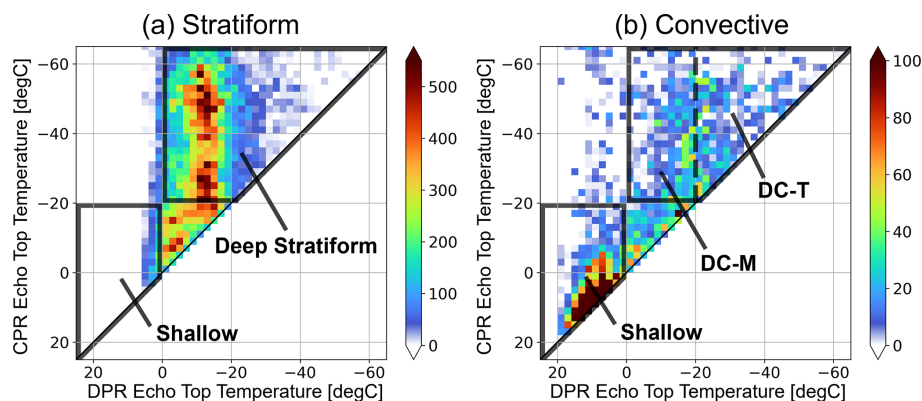 (a) Stratiform
(b) Convective
CPR Echo Top Temperature [degC]
−60
−40
−20
0
20
20
0
−20
−40
−60
DPR Echo Top Temperature [degC]
Deep Stratiform
Shallow
500
400
300
200
100
0
CPR Echo Top Temperature [degC]
−60
−40
−20
0
20
20
0
−20
−40
−60
DPR Echo Top Temperature [degC]
DC-T
DC-M
Shallow
100
80
60
40
20
0